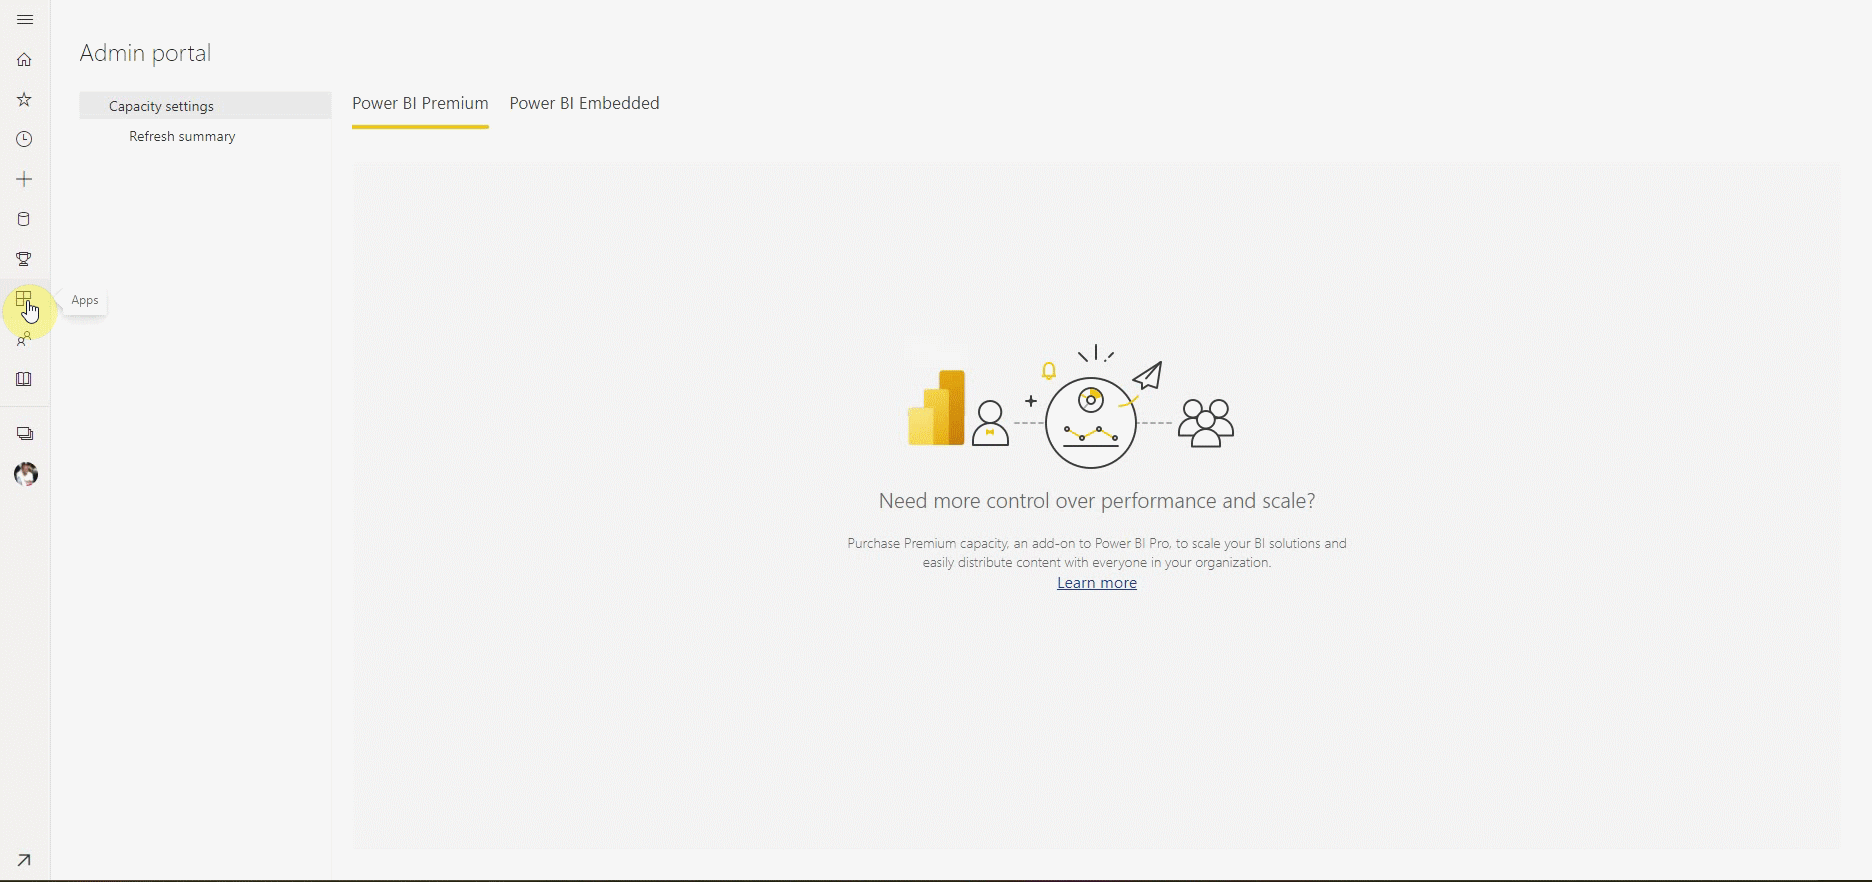 Admin portal
Capacity settings
Refresh summary
Power BI Premium
Power BI Embedded
Apps
Need more control over performance and scale?
Purchase Premium capacity, an add-on to Power BI Pro, to scale your BI solutions and
easily distribute content with everyone in your organization.
Learn more